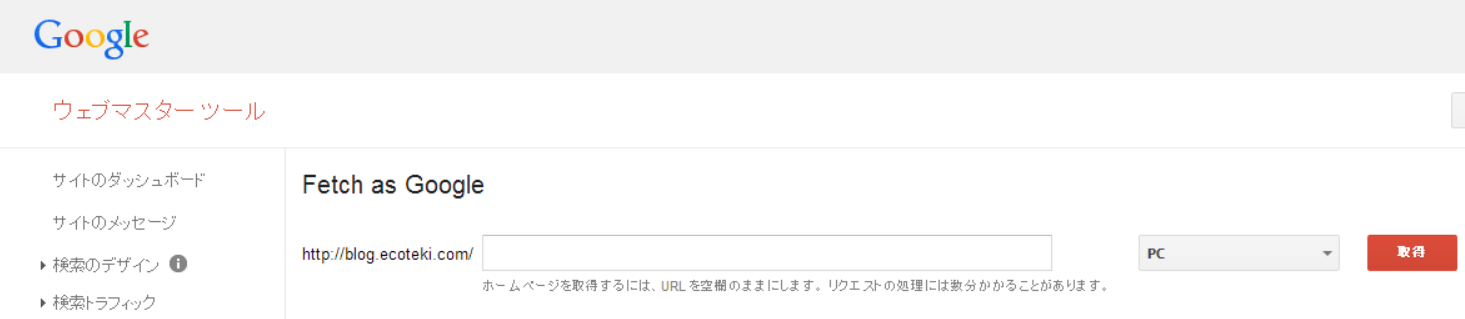 Google
ウェブマスター ツール
サイトのダッシュボード
サイトのメッセージ
検索のデザイン
検索トラフィック
Fetch as Google
http://blog.ecoteki.com/
PC
取得
ホームページを取得するには、URL を空欄のままにします。リクエストの処理には数分かかることがあります。